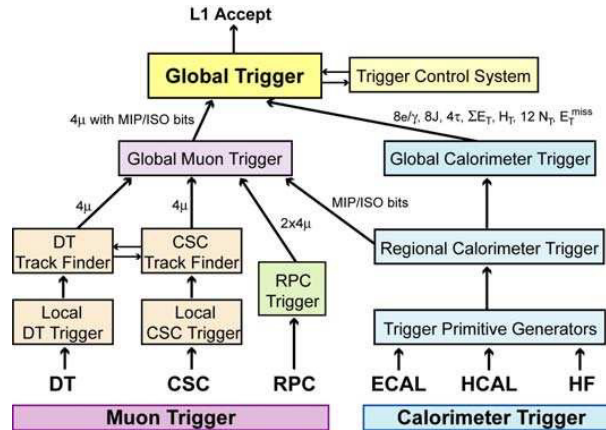 L1 Accept
Global Trigger
Trigger Control System
4μ with MIP/ISO bits
8e/γ, 8J, 4τ, ΣE_T, H_T, 12 N_T, E_T^miss
Global Muon Trigger
Global Calorimeter Trigger
4μ
4μ
2x4μ
MIP/ISO bits
DT
Track Finder
CSC
Track Finder
Regional Calorimeter Trigger
RPC
Trigger
Local
DT Trigger
Local
CSC Trigger
Trigger Primitive Generators
DT
CSC
RPC
ECAL
HCAL
HF
Muon Trigger
Calorimeter Trigger